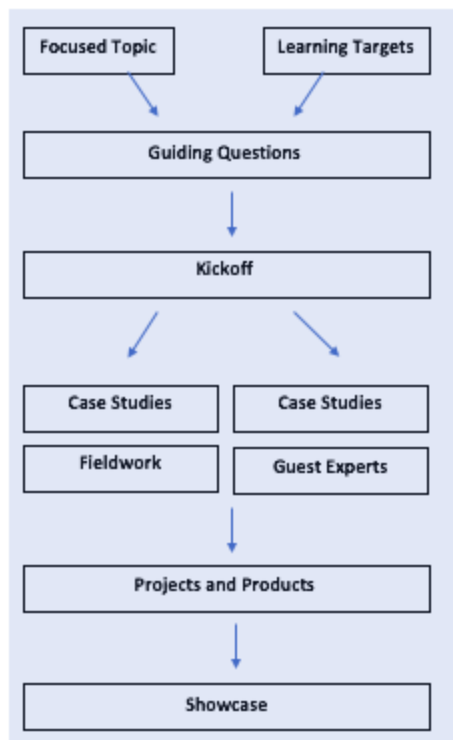 Focused Topic
Learning Targets
Guiding Questions
Kickoff
Case Studies
Case Studies
Fieldwork
Guest Experts
Projects and Products
Showcase